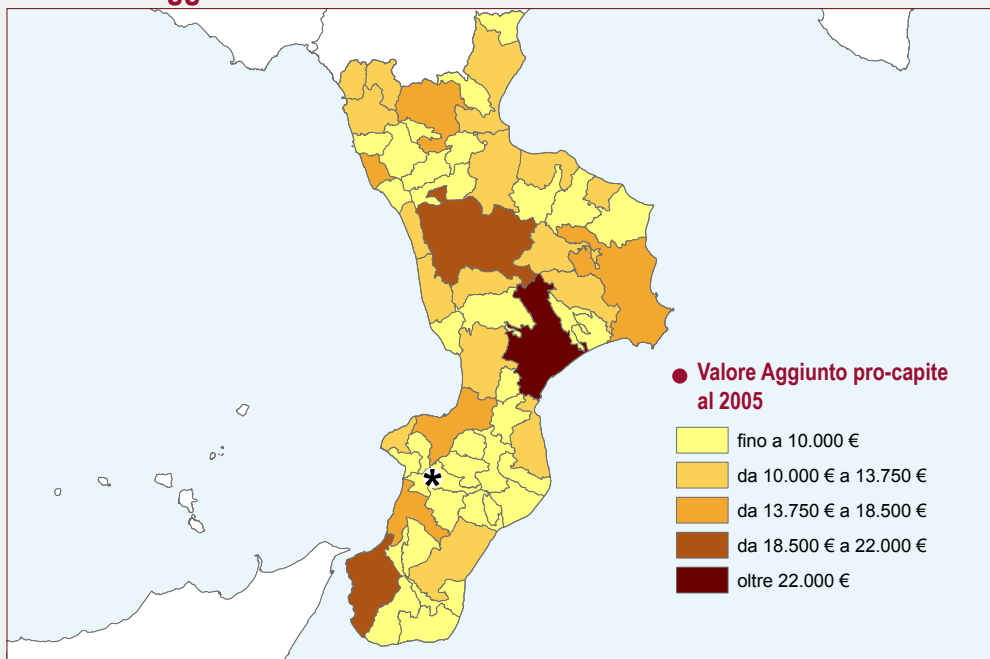 Valore Aggiunto pro-capite
al 2005
fino a 10.000 €
da 10.000 € a 13.750 €
da 13.750 € a 18.500 €
da 18.500 € a 22.000 €
oltre 22.000 €
*